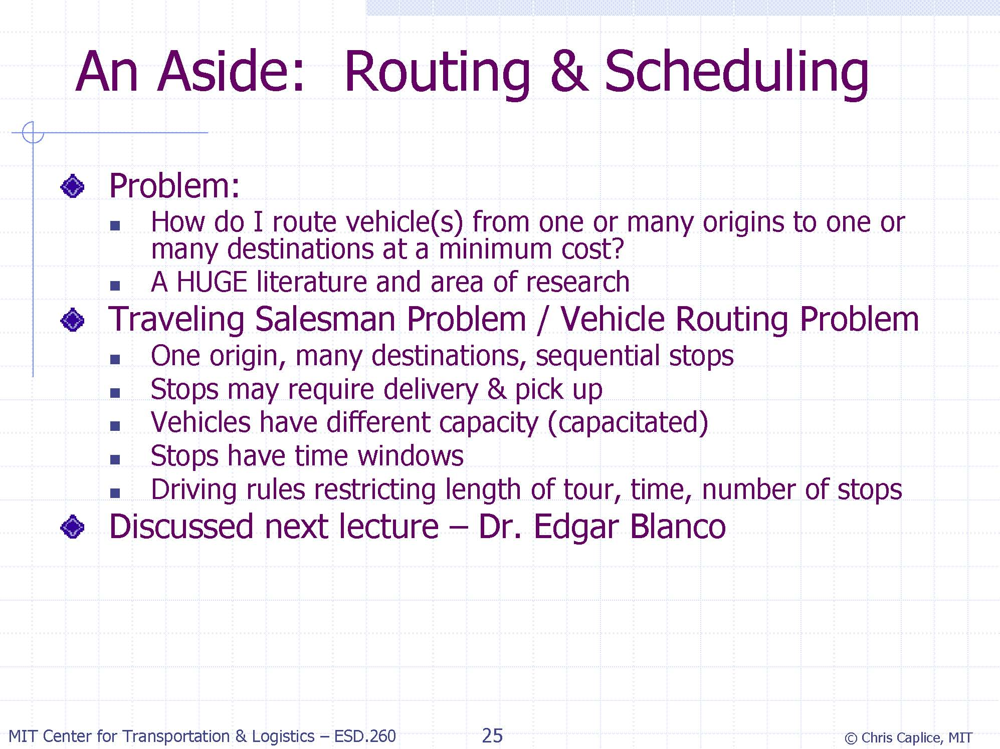 An Aside: Routing & Scheduling
Problem:
How do I route vehicle(s) from one or many origins to one or
many destinations at a minimum cost?
A HUGE literature and area of research
Traveling Salesman Problem / Vehicle Routing Problem
One origin, many destinations, sequential stops
Stops may require delivery & pick up
Vehicles have different capacity (capacitated)
Stops have time windows
Driving rules restricting length of tour, time, number of stops
Discussed next lecture – Dr. Edgar Blanco
MIT Center for Transportation & Logistics – ESD.260
25
© Chris Caplice, MIT